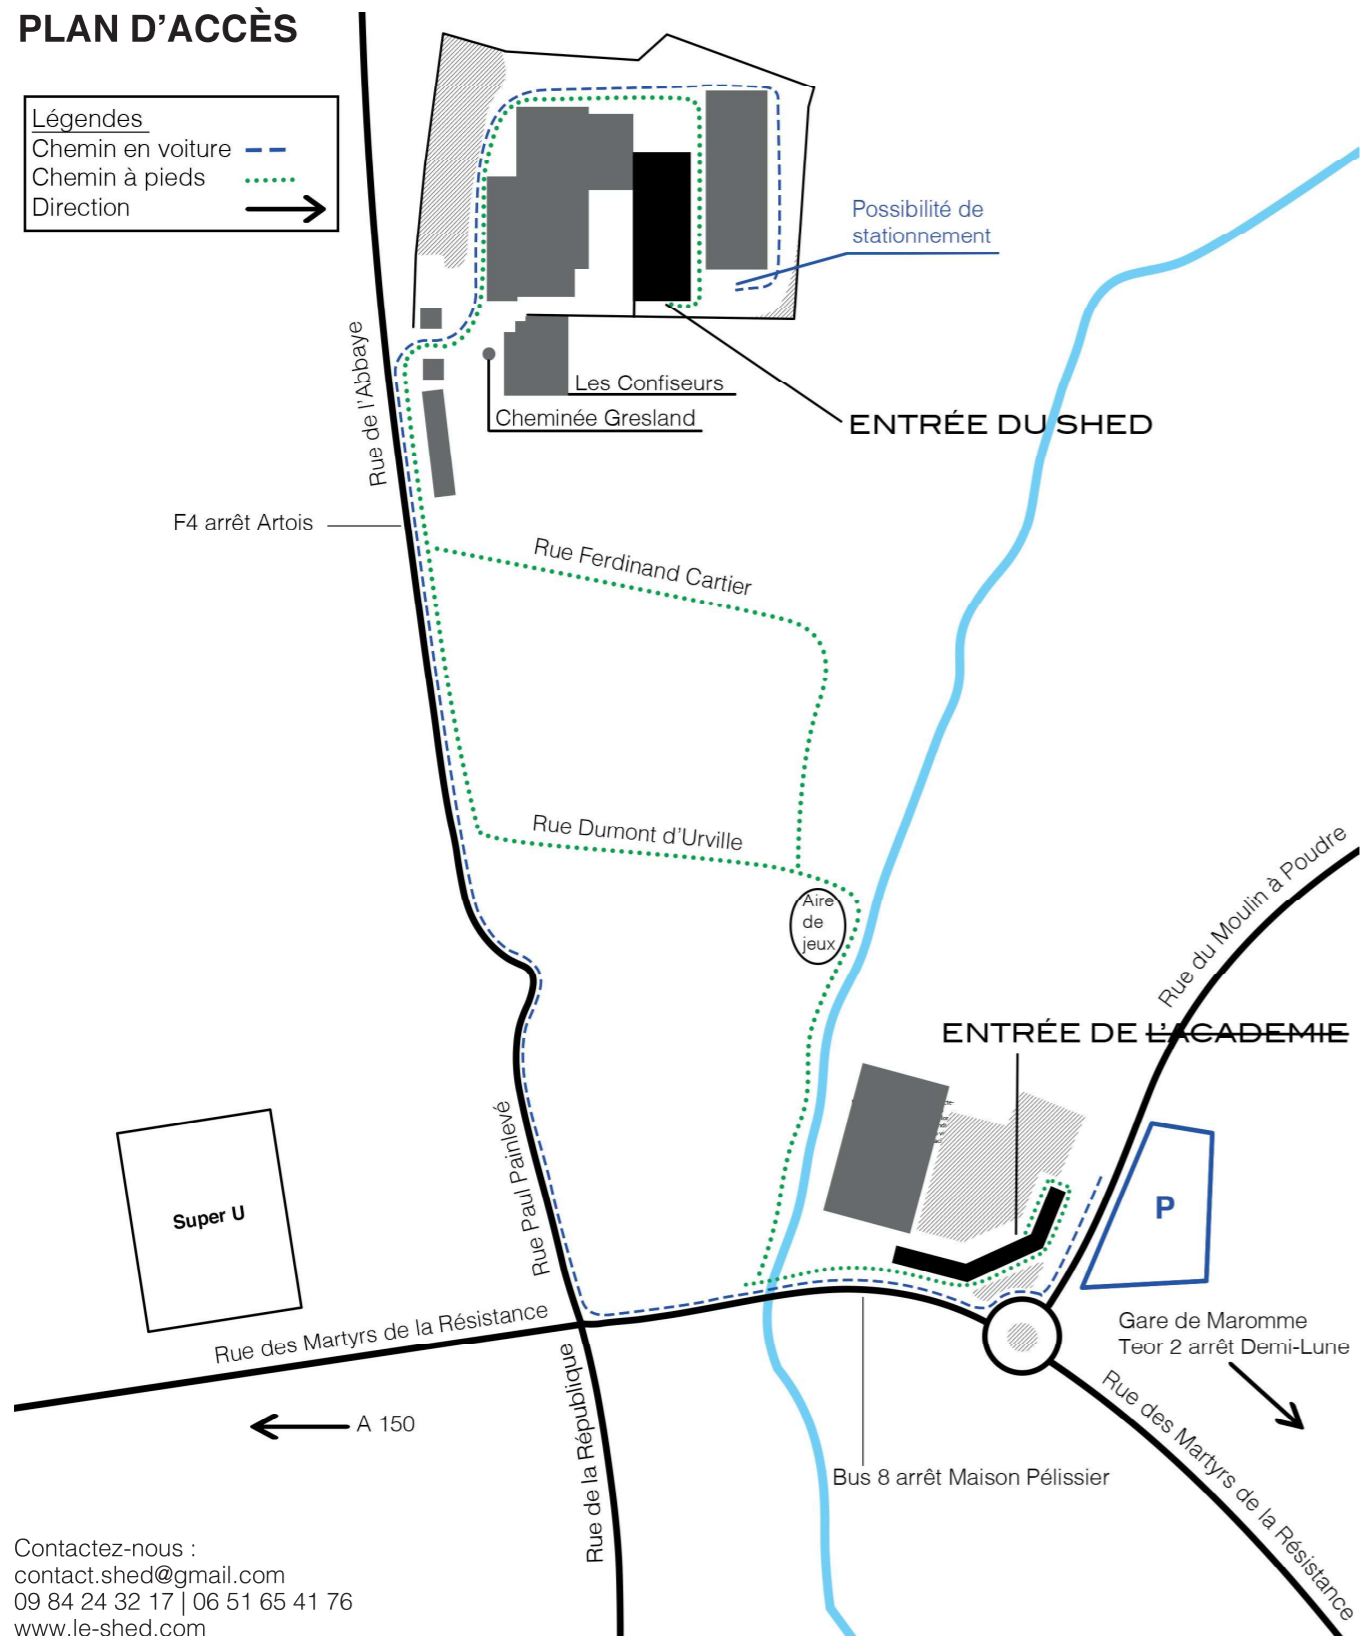 PLAN D'ACCÈS
Légendes
Chemin en voiture
Chemin à pieds
Direction
Possibilité de
stationnement
Rue de l'Abbaye
Les Confiseurs
Cheminée Gresland
ENTRÉE DU SHED
F4 arrêt Artois
Rue Ferdinand Cartier
Rue Dumont d'Urville
Aire
de
jeux
Rue du Moulin à Poudre
ENTRÉE DE L'ACADEMIE
Rue Paul Painlevé
Super U
P
Rue des Martyrs de la Résistance
Gare de Maromme
Teor 2 arrêt Demi-Lune
A 150
Rue de la République
Bus 8 arrêt Maison Pélissier
Rue des Martyrs de la Résistance
Contactez-nous :
contact.shed@gmail.com
09 84 24 32 17 | 06 51 65 41 76
www.le-shed.com